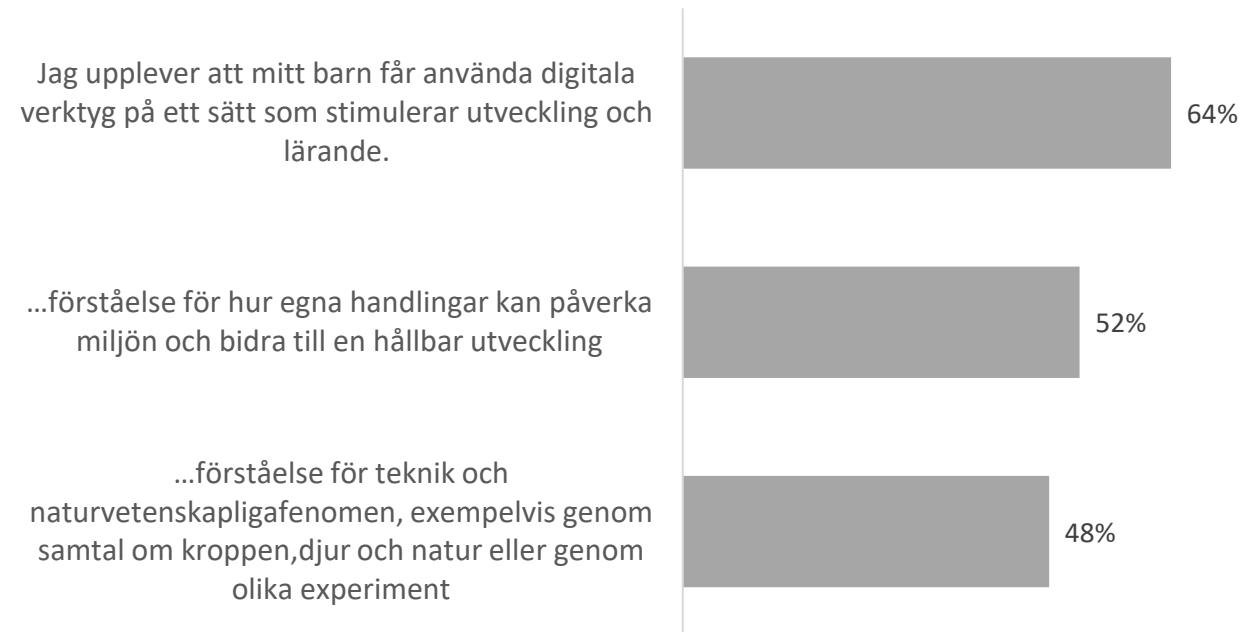 Jag upplever att mitt barn får använda digitala
verktyg på ett sätt som stimulerar utveckling och
lärande.
64%
…förståelse för hur egna handlingar kan påverka
miljön och bidra till en hållbar utveckling
52%
…förståelse för teknik och
naturvetenskapligafenomen, exempelvis genom
samtal om kroppen,djur och natur eller genom
olika experiment
48%